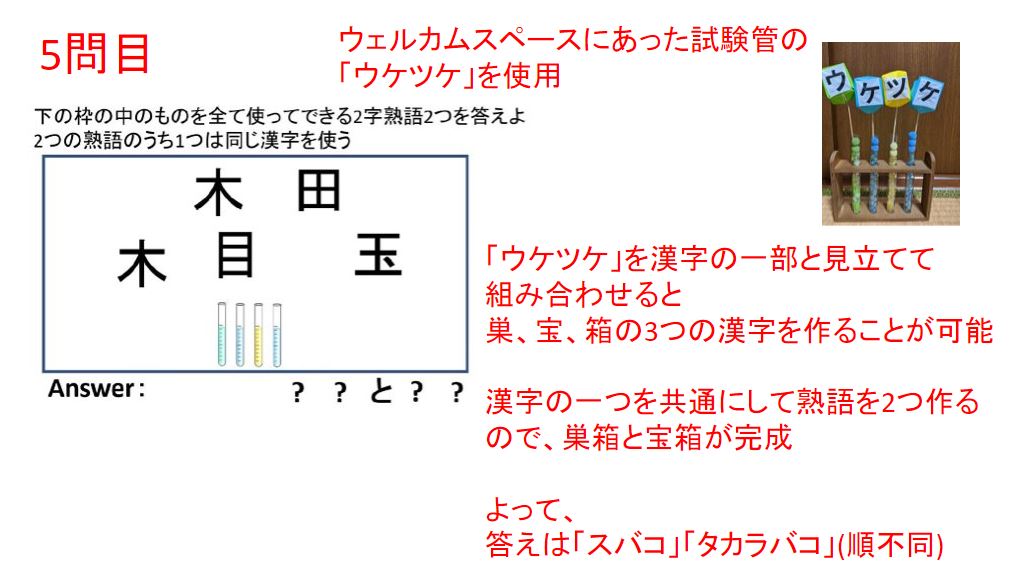 5問目
ウェルカムスペースにあった試験管の
「ウケツケ」を使用
ウケツケ
下の枠の中のものを全て使ってできる2字熟語2つを答えよ
2つの熟語のうち1つは同じ漢字を使う
木 田
木 目 玉
Answer: ? ? と ? ?
「ウケツケ」を漢字の一部と見立てて
組み合わせると
巣、宝、箱の3つの漢字を作ることが可能
漢字の一つを共通にして熟語を2つ作る
ので、巣箱と宝箱が完成
よって、
答えは「スバコ」「タカラバコ」(順不同)